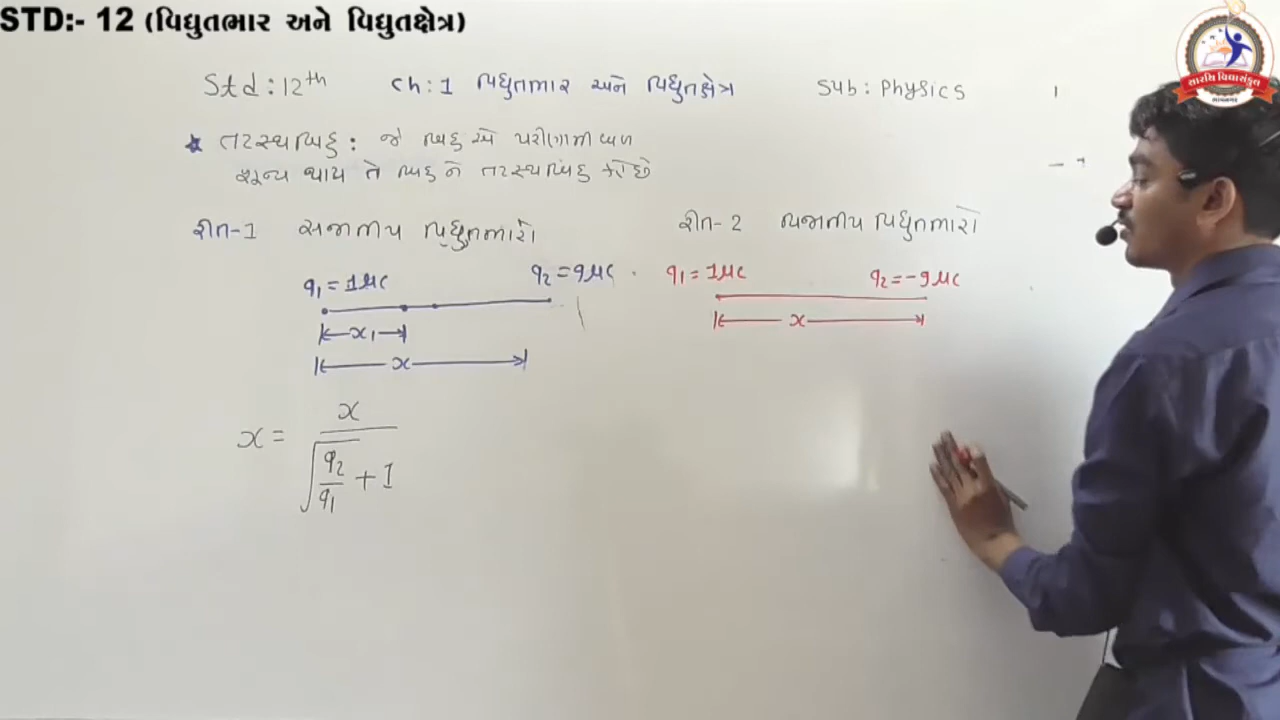 STD:- 12 (વિદ્યુતભાર અને વિદ્યુતક્ષેત્ર)
સારથિ વિદ્યાસંકુલ
Std : 12th ch : 1 વિદ્યુતભાર અને વિદ્યુતક્ષેત્ર Sub : Physics
* તટસ્થબિંદુ : જે બિંદુ એ પરીણામી બળ
શૂન્ય થાય તે બિંદુ ને તટસ્થબિંદુ કહે છે
રીત-1 સજાતીય વિદ્યુતભારો
q₁ = 1μC q₂ = 9μC
x₁
x
x = x / √(q₂/q₁) + 1
રીત-2 વિજાતીય વિદ્યુતભારો
q₁ = 1μC q₂ = -9μC
x